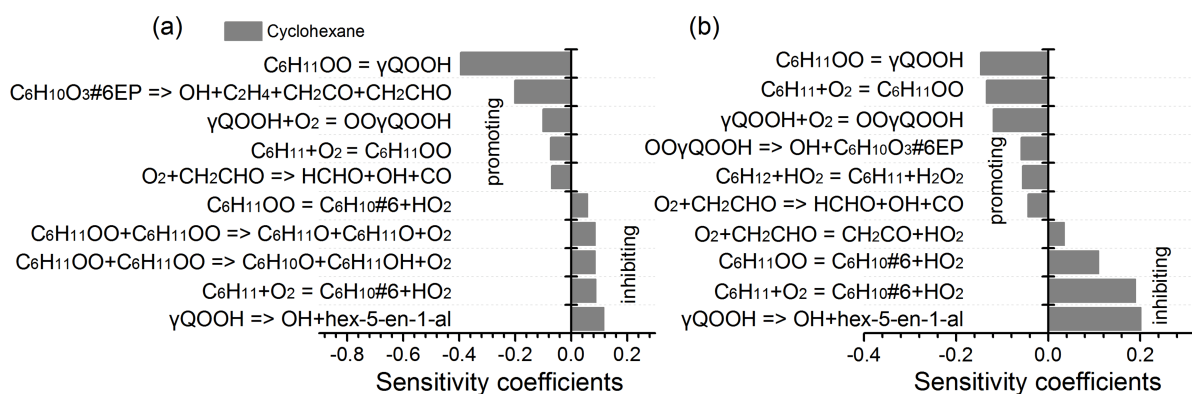 (a)
Cyclohexane
C₆H₁₁OO = γQOOH
C₆H₁₀O₃#6EP => OH+C₂H₄+CH₂CO+CH₂CHO
γQOOH+O₂ = OOγQOOH
C₆H₁₁+O₂ = C₆H₁₁OO
O₂+CH₂CHO => HCHO+OH+CO
C₆H₁₁OO = C₆H₁₀#6+HO₂
C₆H₁₁OO+C₆H₁₁OO => C₆H₁₁O+C₆H₁₁O+O₂
C₆H₁₁OO+C₆H₁₁OO => C₆H₁₀O+C₆H₁₁OH+O₂
C₆H₁₁+O₂ = C₆H₁₀#6+HO₂
γQOOH => OH+hex-5-en-1-al
promoting
inhibiting
-0.8 -0.6 -0.4 -0.2 0.0 0.2
Sensitivity coefficients
(b)
C₆H₁₁OO = γQOOH
C₆H₁₁+O₂ = C₆H₁₁OO
γQOOH+O₂ = OOγQOOH
OOγQOOH => OH+C₆H₁₀O₃#6EP
C₆H₁₂+HO₂ = C₆H₁₁+H₂O₂
O₂+CH₂CHO => HCHO+OH+CO
O₂+CH₂CHO = CH₂CO+HO₂
C₆H₁₁OO = C₆H₁₀#6+HO₂
C₆H₁₁+O₂ = C₆H₁₀#6+HO₂
γQOOH => OH+hex-5-en-1-al
promoting
inhibiting
-0.4 -0.2 0.0 0.2
Sensitivity coefficients